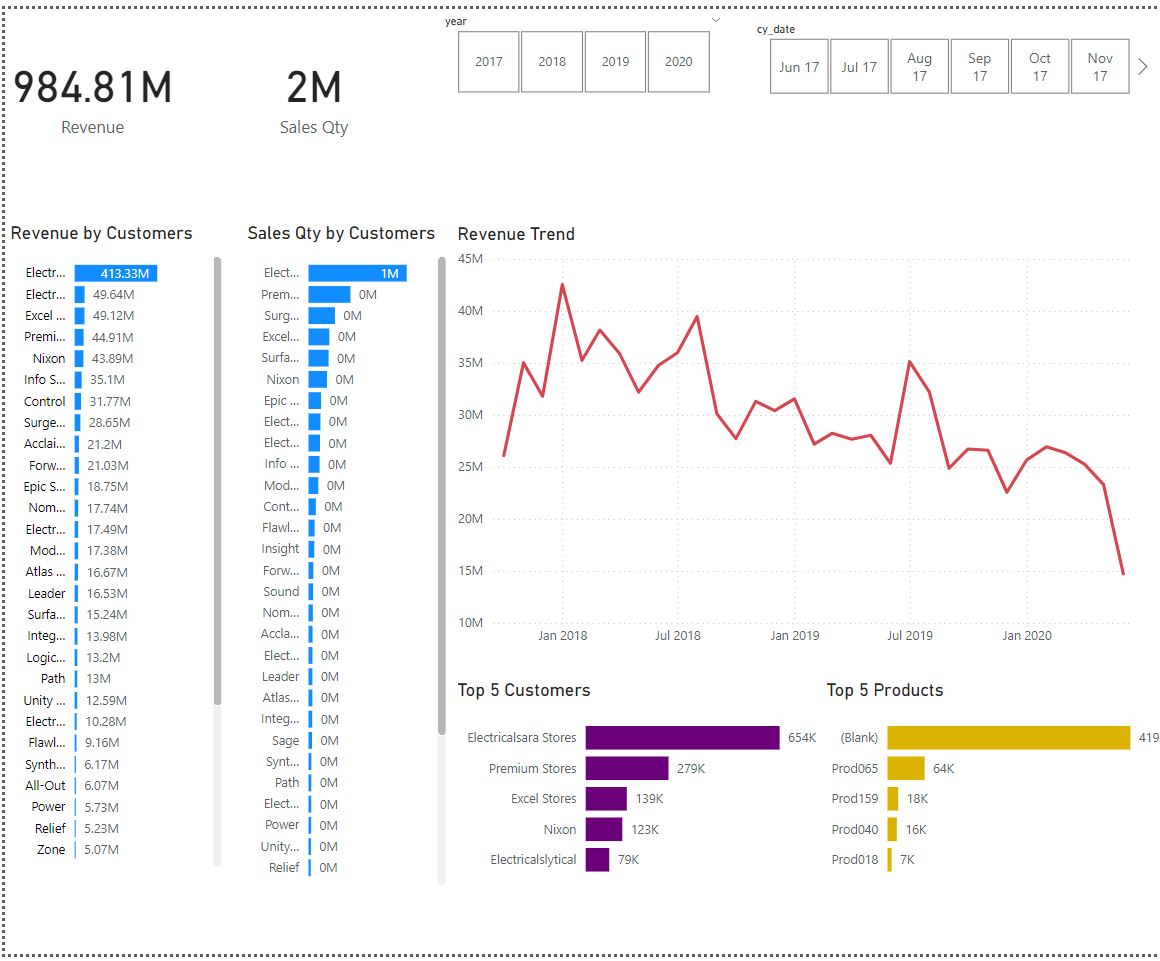 year
2017
2018
2019
2020
cy_date
Jun 17
Jul 17
Aug
17
Sep
17
Oct
17
Nov
17
984.81M
Revenue
2M
Sales Qty
Revenue by Customers
Electr... 413.33M
Electr... 49.64M
Excel ... 49.12M
Premi... 44.91M
Nixon 43.89M
Info S... 35.1M
Control 31.77M
Surge... 28.65M
Acclai... 21.2M
Forw... 21.03M
Epic S... 18.75M
Nom... 17.74M
Electr... 17.49M
Mod... 17.38M
Atlas ... 16.67M
Leader 16.53M
Surfa... 15.24M
Integ... 13.98M
Logic... 13.2M
Path 13M
Unity ... 12.59M
Electr... 10.28M
Flawl... 9.16M
Synth... 6.17M
All-Out 6.07M
Power 5.73M
Relief 5.23M
Zone 5.07M
Sales Qty by Customers
Elect... 1M
Prem... 0M
Surg... 0M
Excel... 0M
Surfa... 0M
Nixon 0M
Epic ... 0M
Elect... 0M
Elect... 0M
Info ... 0M
Mod... 0M
Cont... 0M
Flawl... 0M
Insight 0M
Forw... 0M
Sound 0M
Nom... 0M
Accla... 0M
Elect... 0M
Leader 0M
Atlas... 0M
Integ... 0M
Sage 0M
Synt... 0M
Path 0M
Elect... 0M
Power 0M
Unity... 0M
Relief 0M
Revenue Trend
45M
40M
35M
30M
25M
20M
15M
10M
Jan 2018
Jul 2018
Jan 2019
Jul 2019
Jan 2020
Top 5 Customers
Electricalsara Stores 654K
Premium Stores 279K
Excel Stores 139K
Nixon 123K
Electricalslytical 79K
Top 5 Products
(Blank) 419
Prod065 64K
Prod159 18K
Prod040 16K
Prod018 7K